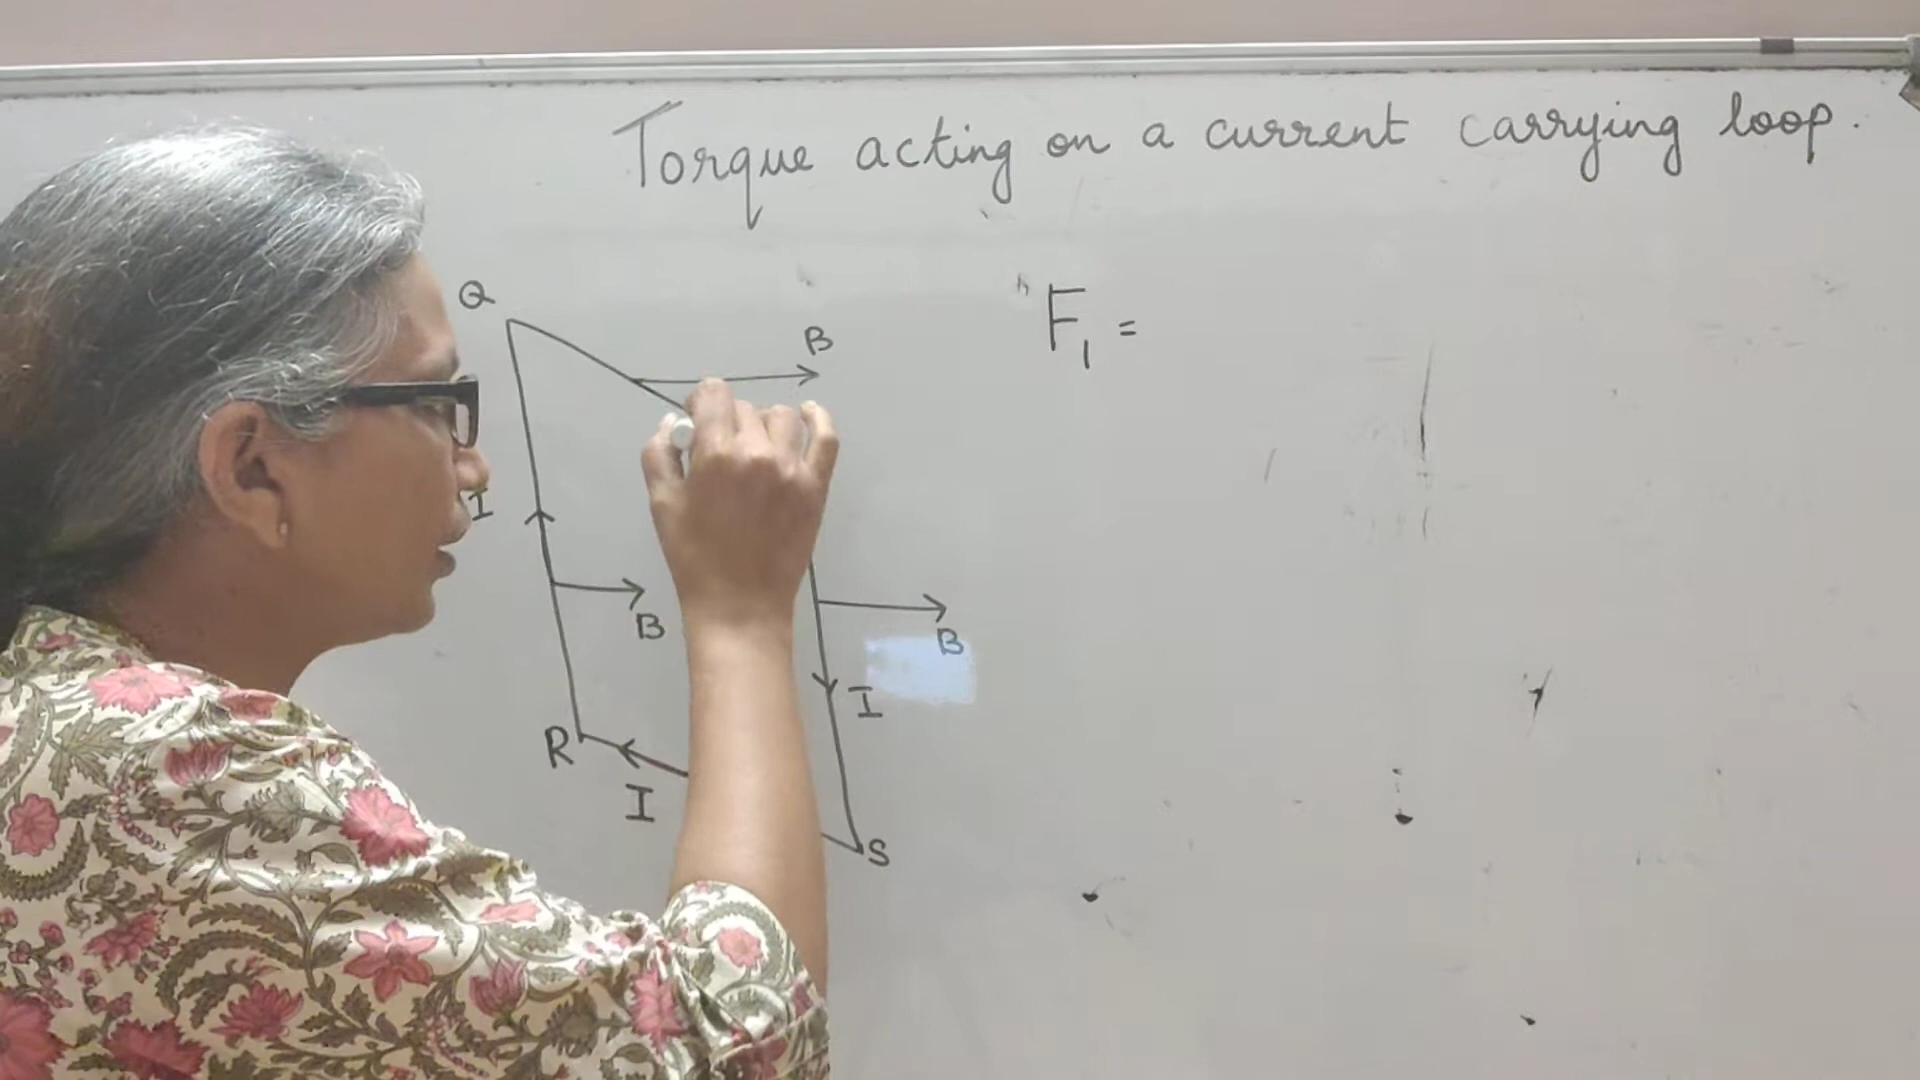 Torque acting on a current carrying loop.
Q
B
F₁ =
I
B
B
I
R
I
S